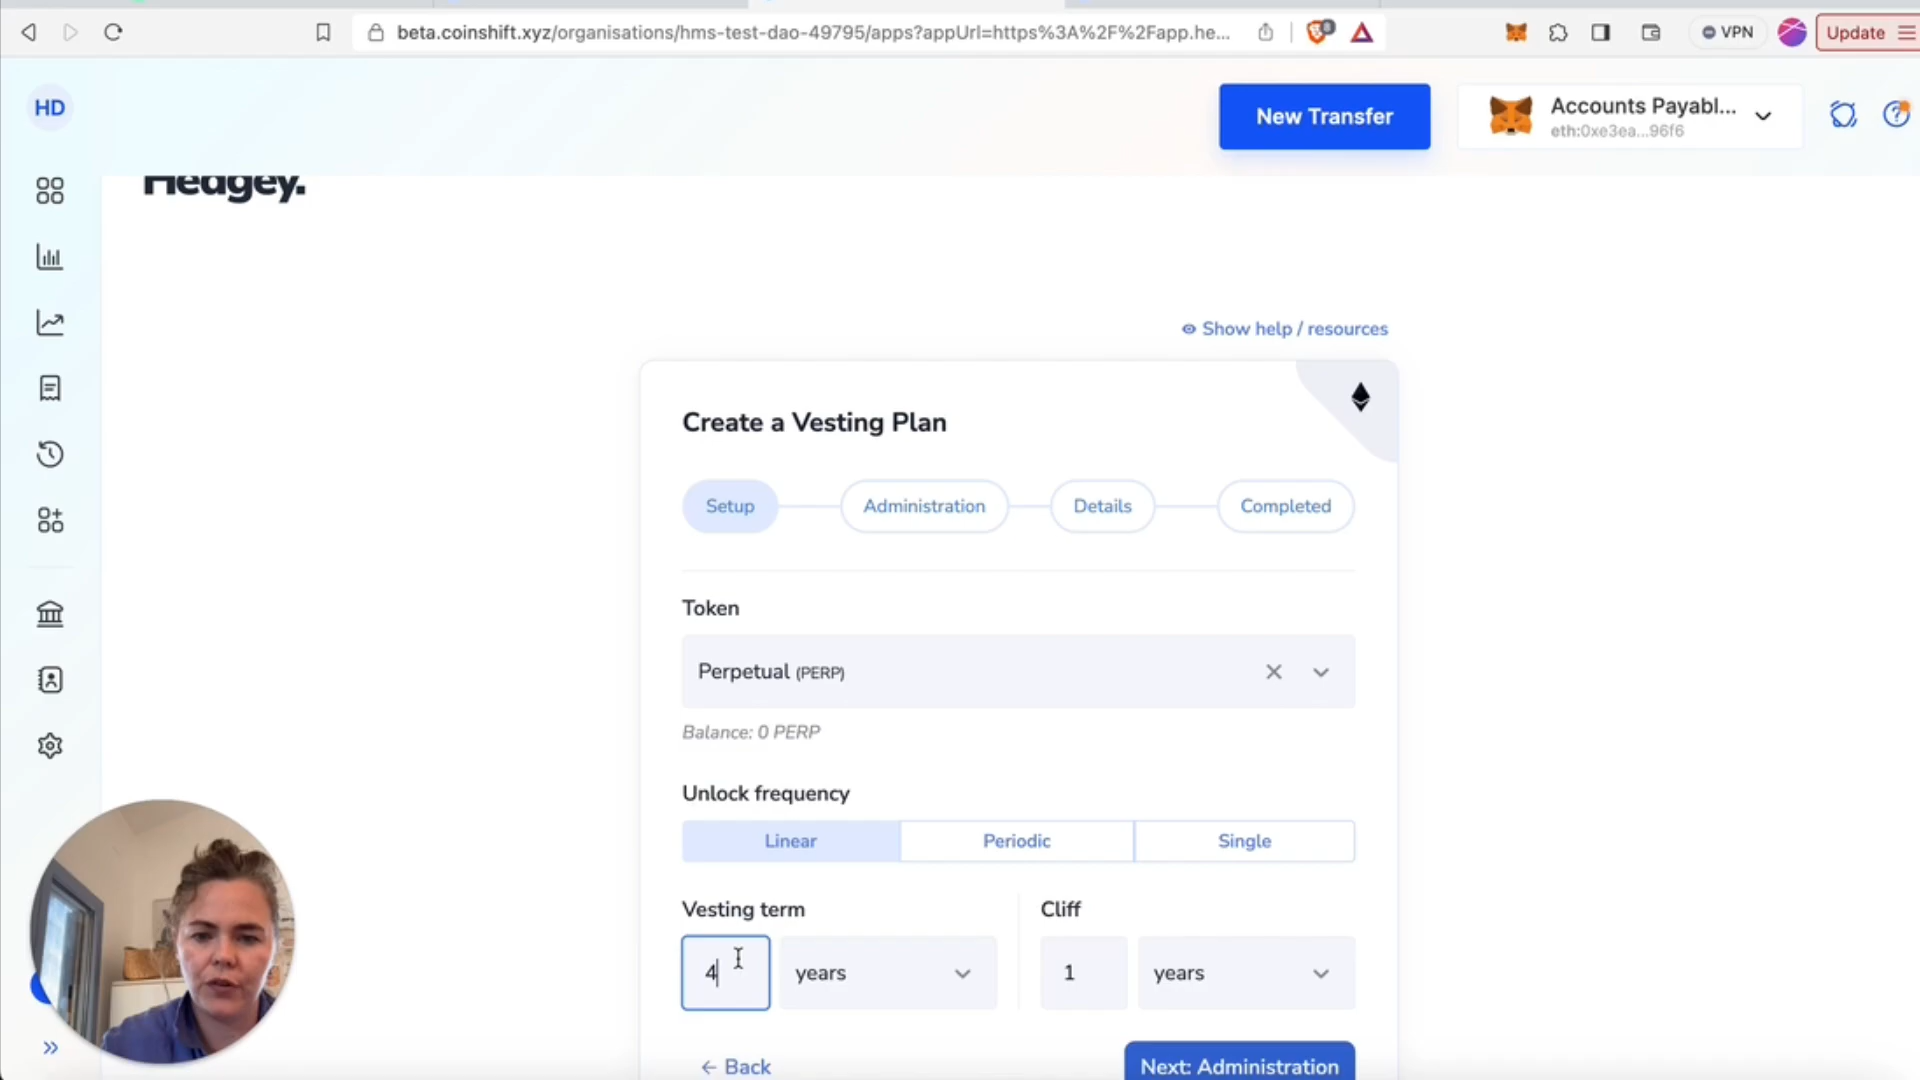 beta.coinshift.xyz/organisations/hms-test-dao-49795/apps?appUrl=https%3A%2F%2Fapp.he...
VPN
Update
HD
New Transfer
Accounts Payabl...
eth:0xe3ea...96f6
Hedgey.
Show help / resources
Create a Vesting Plan
Setup
Administration
Details
Completed
Token
Perpetual (PERP)
Balance: 0 PERP
Unlock frequency
Linear
Periodic
Single
Vesting term
Cliff
4
years
1
years
← Back
Next: Administration